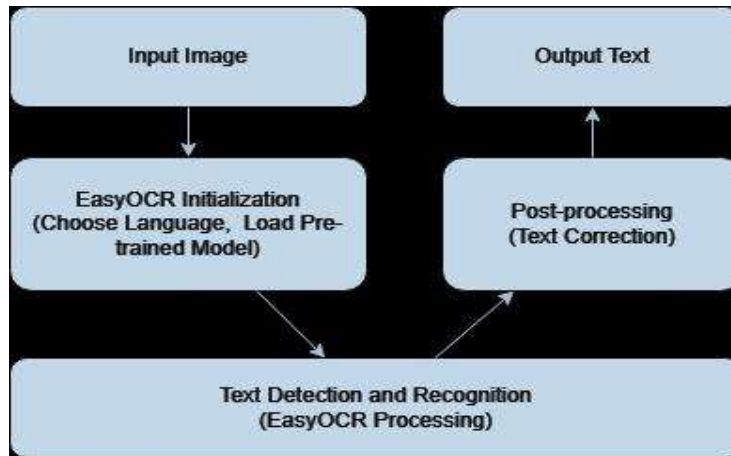 Input Image
EasyOCR Initialization
(Choose Language, Load Pre-
trained Model)
Text Detection and Recognition
(EasyOCR Processing)
Post-processing
(Text Correction)
Output Text